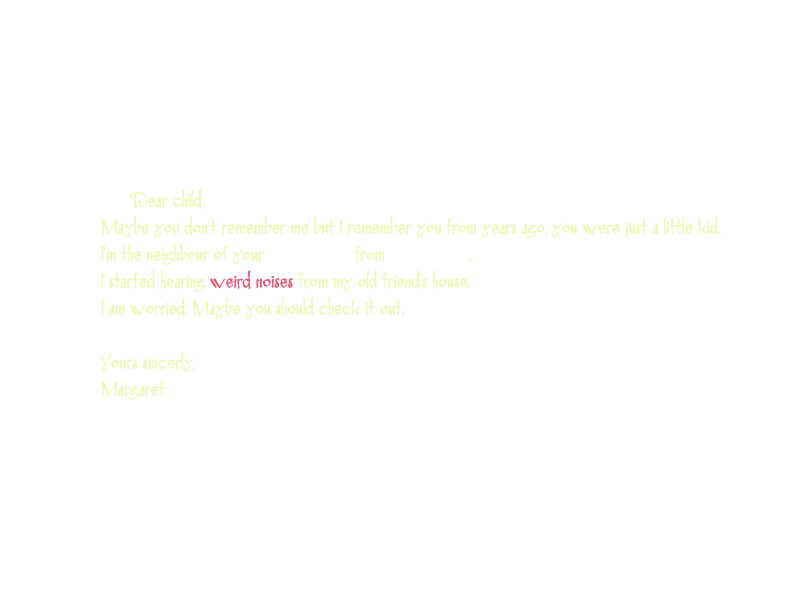 Dear child,
Maybe you don't remember me but I remember you from years ago, you were just a little kid.
I'm the neighbour of your from .
I started hearing weird noises from my old friend's house.
I am worried. Maybe you should check it out.
Yours sincerly,
Margaret